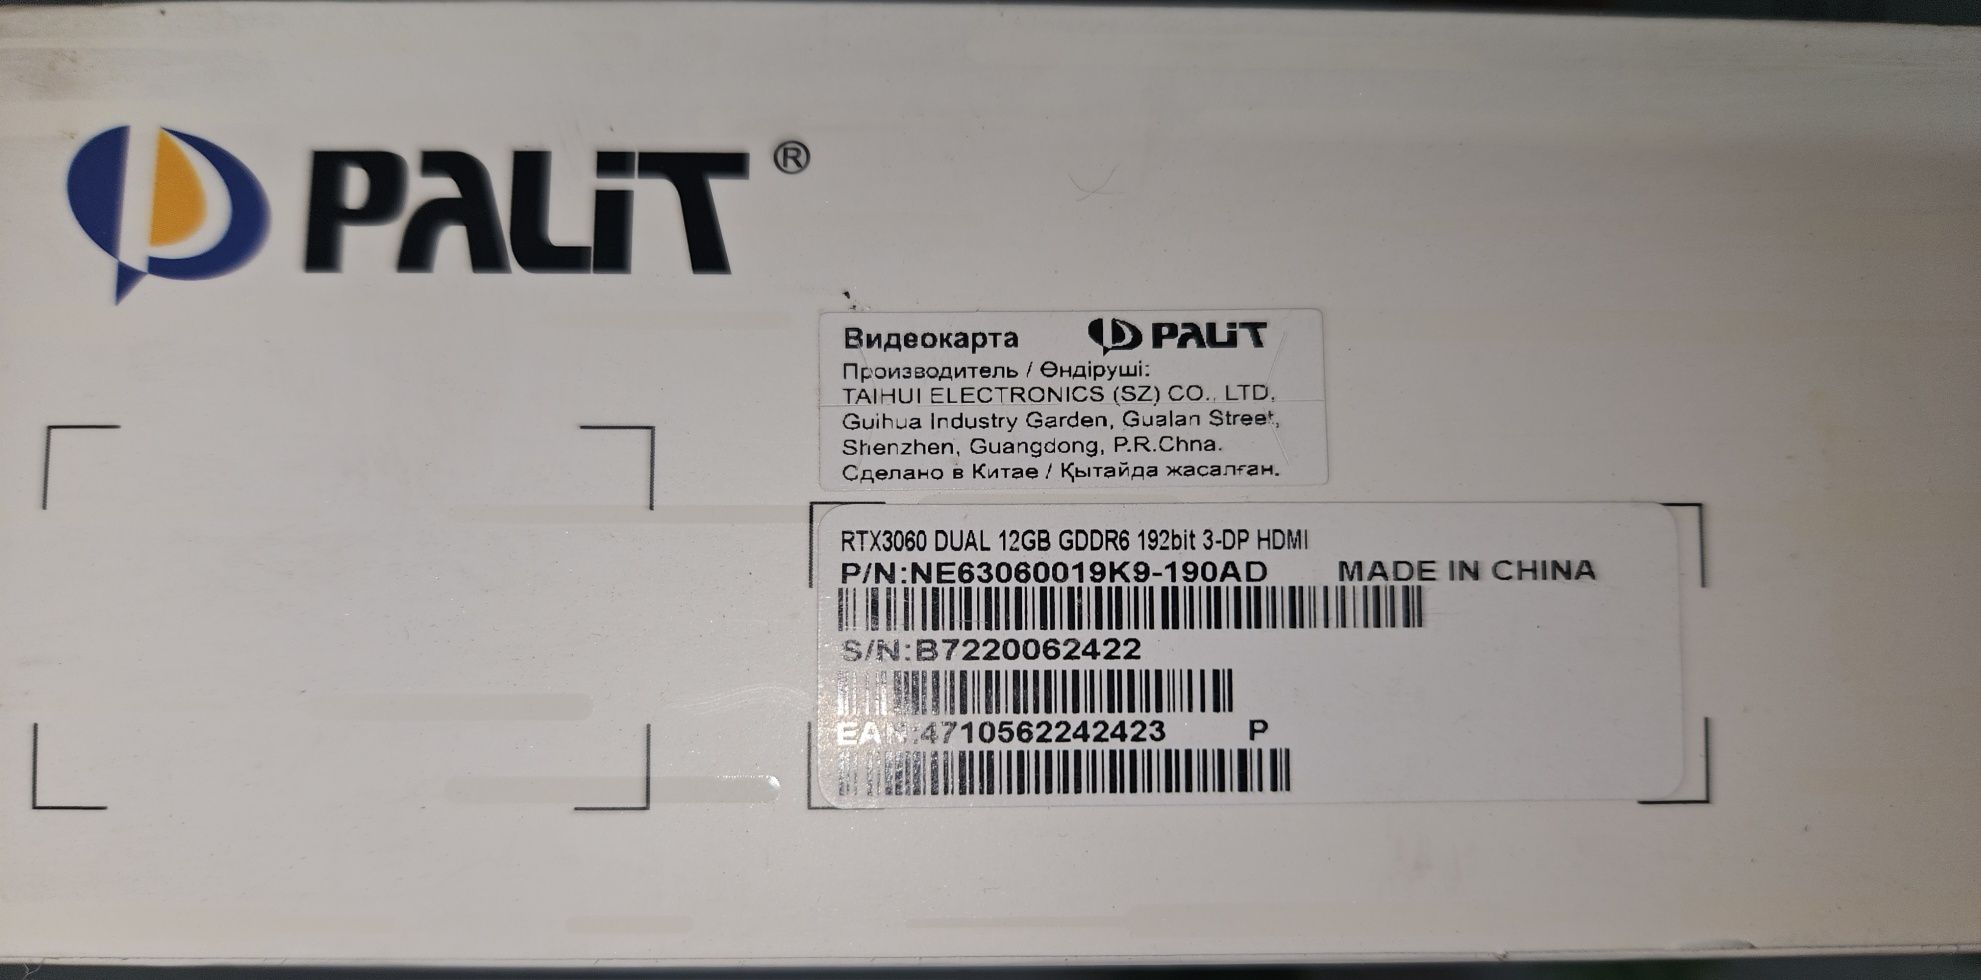 PALiT ®
Видеокарта PALiT
Производитель / Өндіруші:
TAIHUI ELECTRONICS (SZ) CO., LTD,
Guihua Industry Garden, Gualan Street,
Shenzhen, Guangdong, P.R.Chna.
Сделано в Китае / Қытайда жасалған.
RTX3060 DUAL 12GB GDDR6 192bit 3-DP HDMI
P/N:NE63060019K9-190AD MADE IN CHINA
S/N:B7220062422
EAN:4710562242423 P